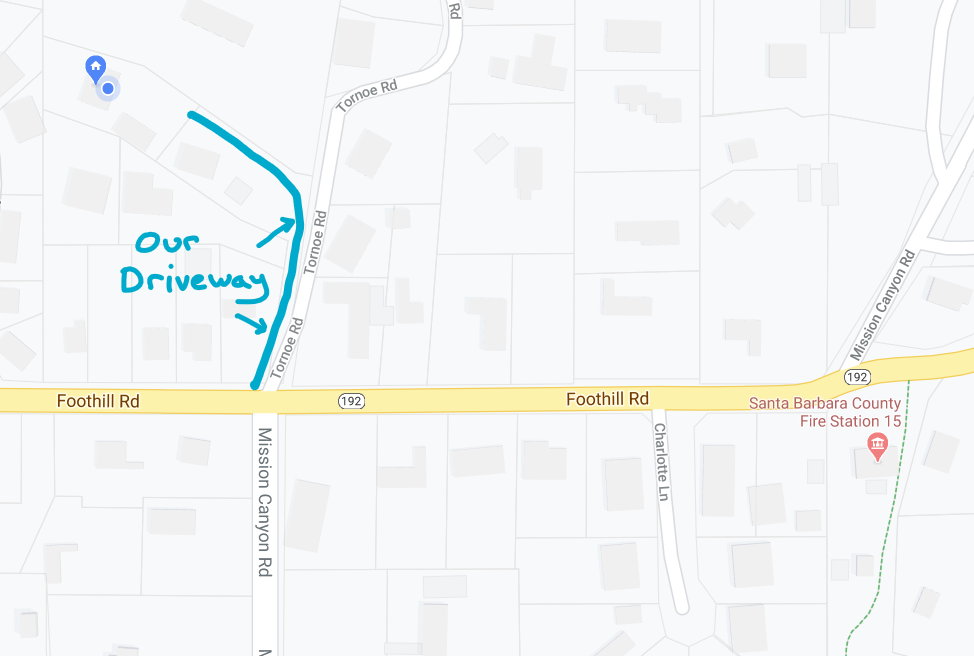 Rd
Tornoe Rd
Tornoe Rd
Our
Driveway
Tornoe Rd
Mission Canyon Rd
Foothill Rd
192
Foothill Rd
192
Santa Barbara County
Fire Station 15
Mission Canyon Rd
Charlotte Ln
M